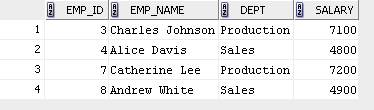 EMP_ID EMP_NAME DEPT SALARY
1 3 Charles Johnson Production 7100
2 4 Alice Davis Sales 4800
3 7 Catherine Lee Production 7200
4 8 Andrew White Sales 4900